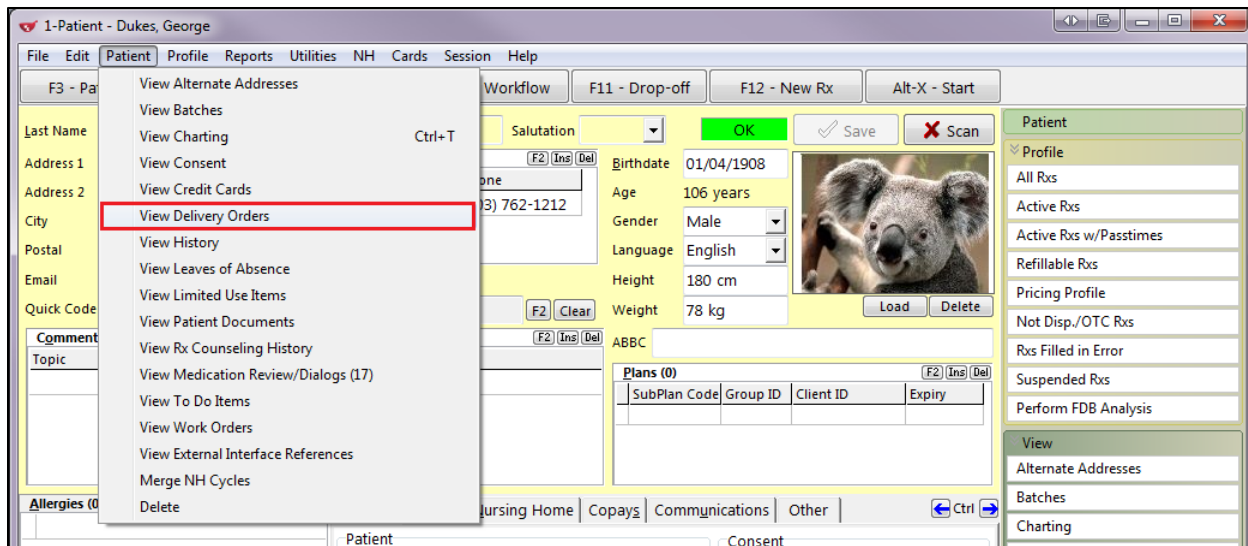 1-Patient - Dukes, George
File Edit Patient Profile Reports Utilities NH Cards Session Help
Workflow F11 - Drop-off F12 - New Rx Alt-X - Start
View Alternate Addresses
View Batches
View Charting Ctrl+T
View Consent
View Credit Cards
View Delivery Orders
View History
View Leaves of Absence
View Limited Use Items
View Patient Documents
View Rx Counseling History
View Medication Review/Dialogs (17)
View To Do Items
View Work Orders
View External Interface References
Merge NH Cycles
Delete
F3 - Pa
Last Name
Address 1
Address 2
City
Postal
Email
Quick Code
Comment
Topic
Allergies (0
Salutation OK Save Scan
F2 Ins Del
one
03) 762-1212
F2 Clear
F2 Ins Del
Birthdate 01/04/1908
Age 106 years
Gender Male
Language English
Height 180 cm
Weight 78 kg
Load Delete
ABBC
Plans (0) F2 Ins Del
SubPlan Code Group ID Client ID Expiry
Nursing Home Copays Communications Other Ctrl
Patient Consent
Patient
Profile
All Rxs
Active Rxs
Active Rxs w/Passtimes
Refillable Rxs
Pricing Profile
Not Disp./OTC Rxs
Rxs Filled in Error
Suspended Rxs
Perform FDB Analysis
View
Alternate Addresses
Batches
Charting